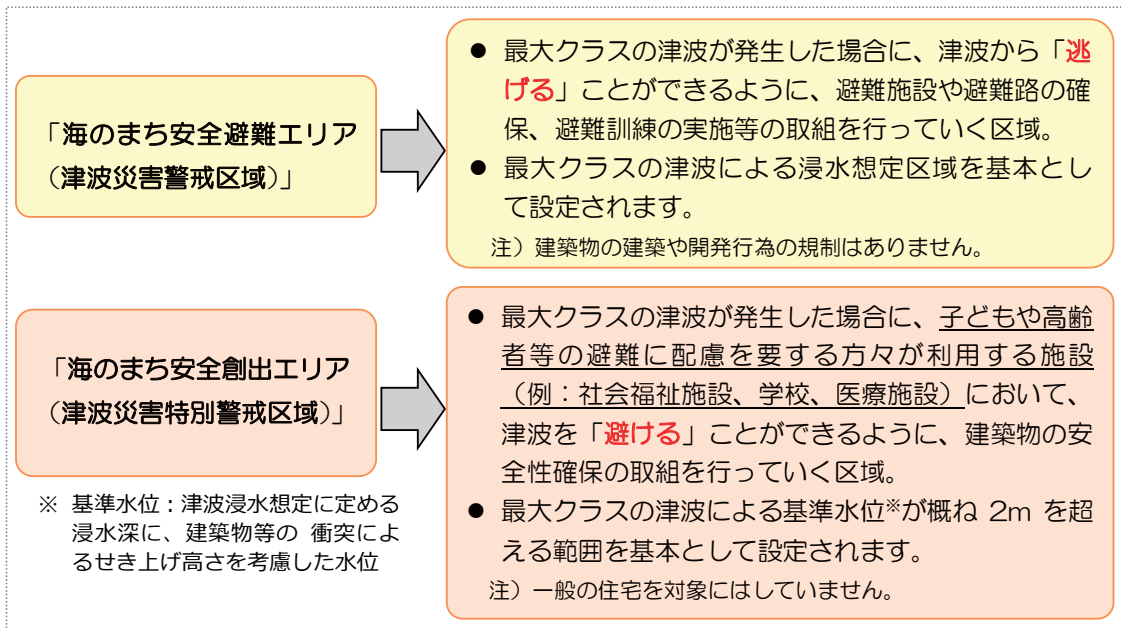 「海のまち安全避難エリア
（津波災害警戒区域）」
● 最大クラスの津波が発生した場合に、津波から「逃
げる」ことができるように、避難施設や避難路の確
保、避難訓練の実施等の取組を行っていく区域。
● 最大クラスの津波による浸水想定区域を基本とし
て設定されます。
注）建築物の建築や開発行為の規制はありません。
「海のまち安全創出エリア
（津波災害特別警戒区域）」
※ 基準水位：津波浸水想定に定める
浸水深に、建築物等の 衝突によ
るせき上げ高さを考慮した水位
● 最大クラスの津波が発生した場合に、子どもや高齢
者等の避難に配慮を要する方々が利用する施設
（例：社会福祉施設、学校、医療施設）において、
津波を「避ける」ことができるように、建築物の安
全性確保の取組を行っていく区域。
● 最大クラスの津波による基準水位※が概ね 2m を超
える範囲を基本として設定されます。
注）一般の住宅を対象にはしていません。